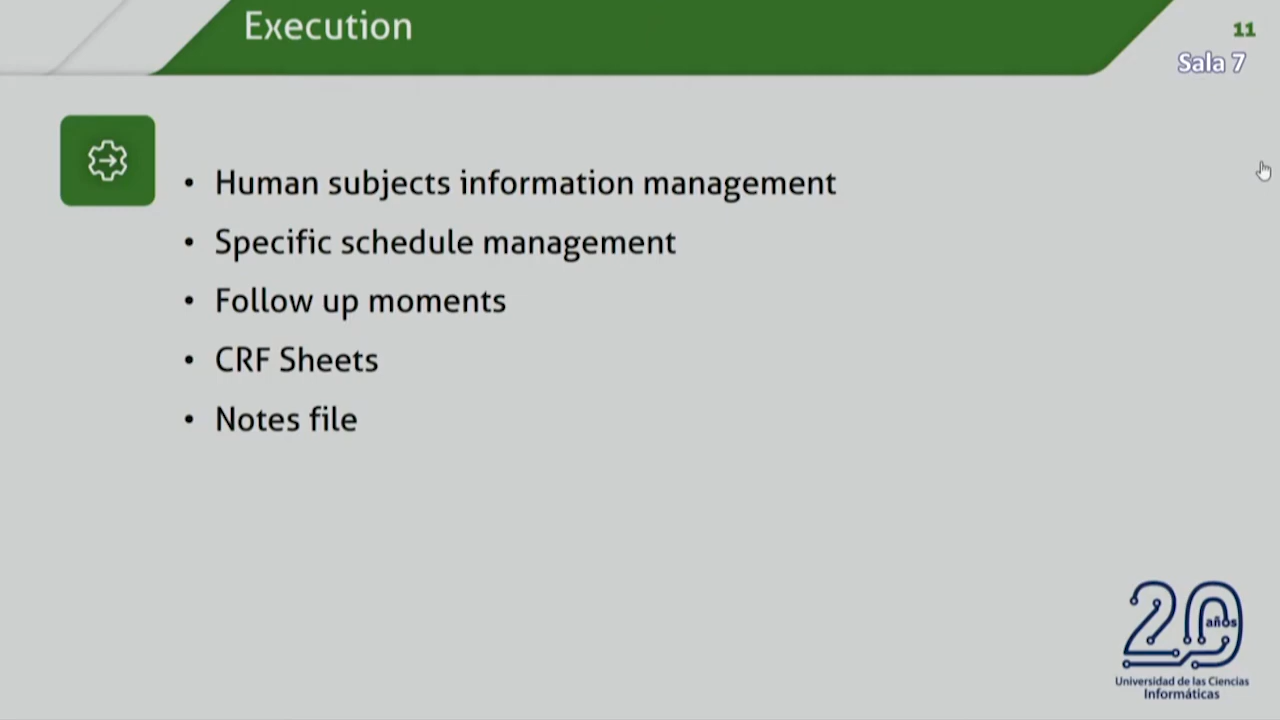 Execution
11
Sala 7
• Human subjects information management
• Specific schedule management
• Follow up moments
• CRF Sheets
• Notes file
20
años
Universidad de las Ciencias
Informáticas